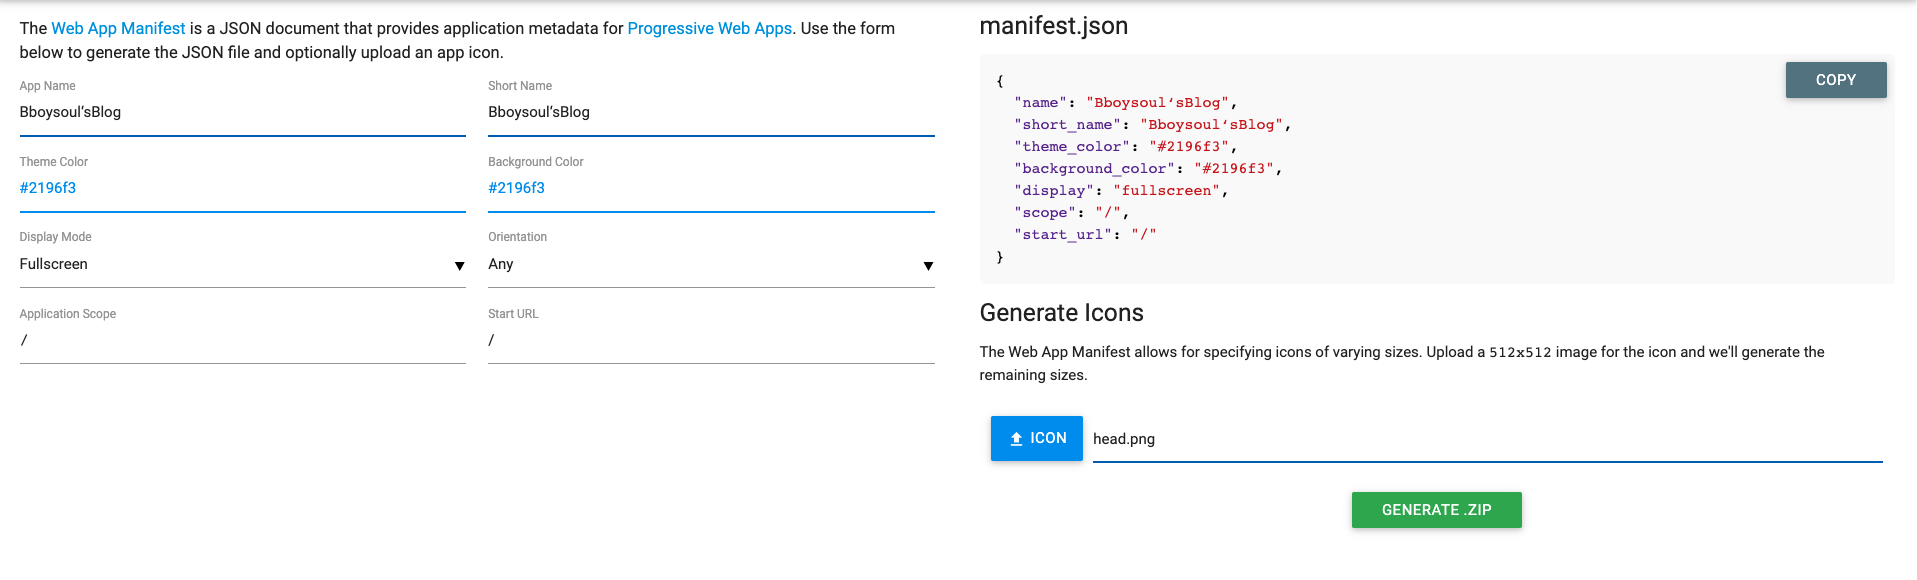 The Web App Manifest is a JSON document that provides application metadata for Progressive Web Apps. Use the form
below to generate the JSON file and optionally upload an app icon.
App Name
Short Name
Bboysoul‘sBlog
Bboysoul‘sBlog
Theme Color
Background Color
#2196f3
#2196f3
Display Mode
Orientation
Fullscreen
Any
Application Scope
Start URL
/
/
manifest.json
COPY
{
"name": "Bboysoul‘sBlog",
"short_name": "Bboysoul‘sBlog",
"theme_color": "#2196f3",
"background_color": "#2196f3",
"display": "fullscreen",
"scope": "/",
"start_url": "/"
}
Generate Icons
The Web App Manifest allows for specifying icons of varying sizes. Upload a 512x512 image for the icon and we'll generate the
remaining sizes.
ICON
head.png
GENERATE .ZIP